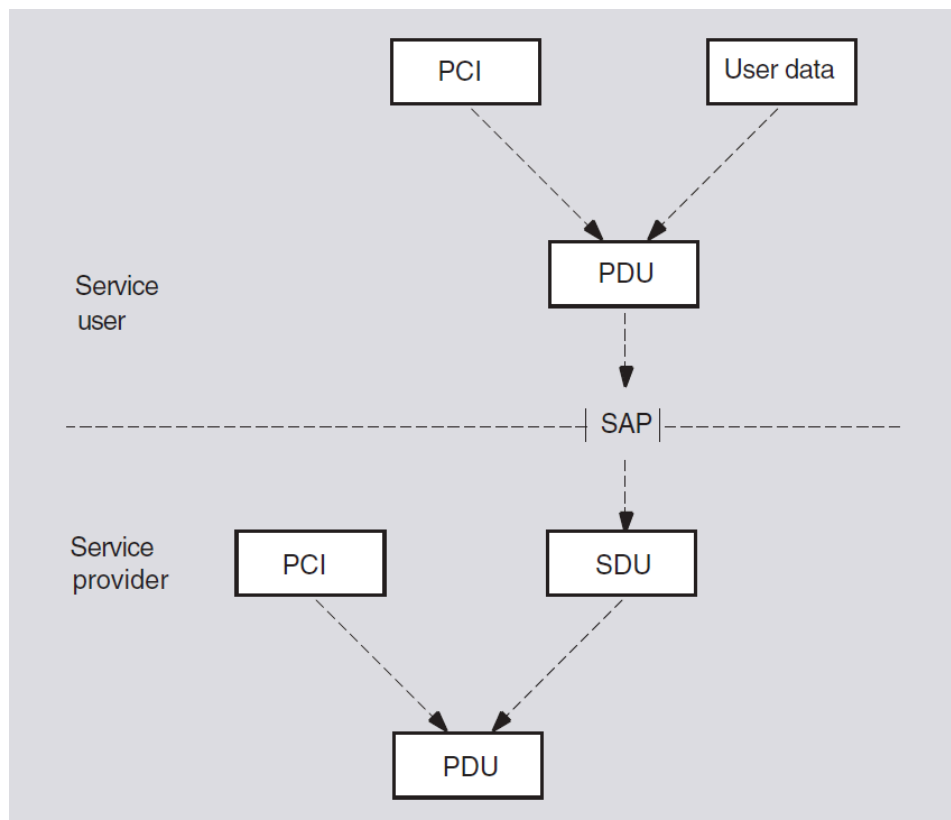 PCI
User data
PDU
Service
user
SAP
Service
provider
PCI
SDU
PDU